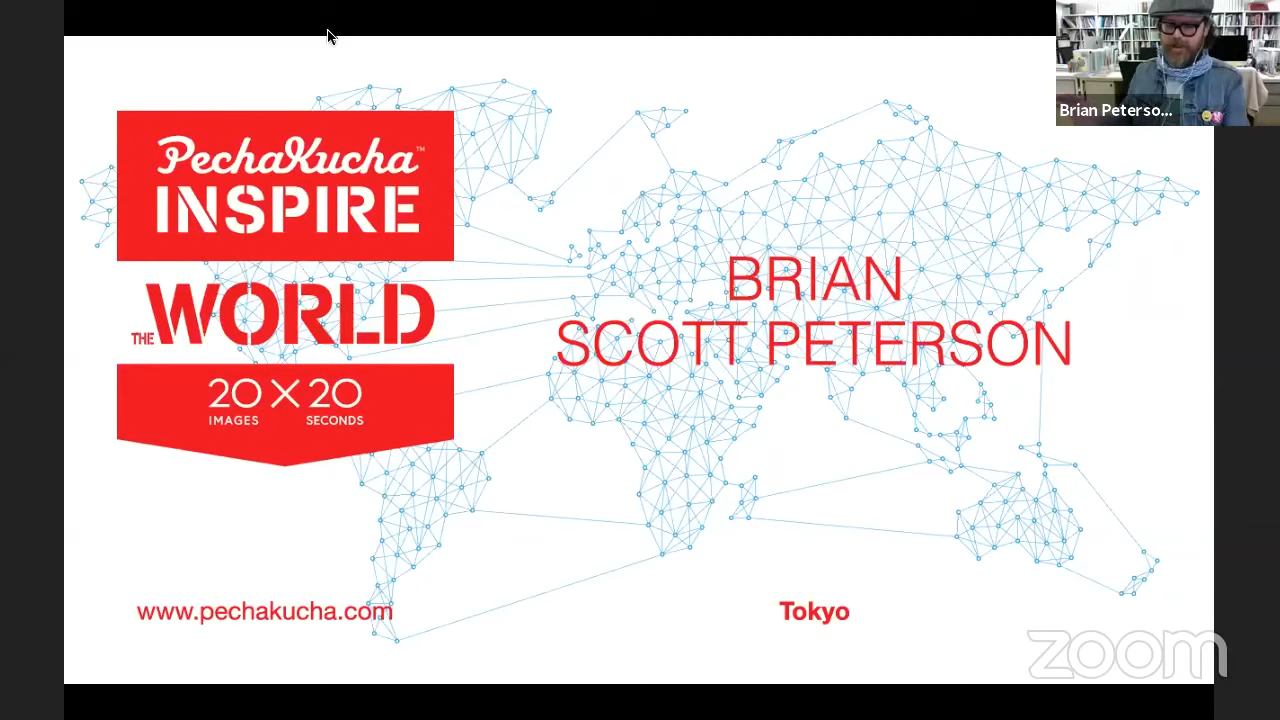 Brian Peterso...
PechaKucha™
INSPIRE
THE WORLD
20 X 20
IMAGES SECONDS
BRIAN
SCOTT PETERSON
www.pechakucha.com
Tokyo
zoom